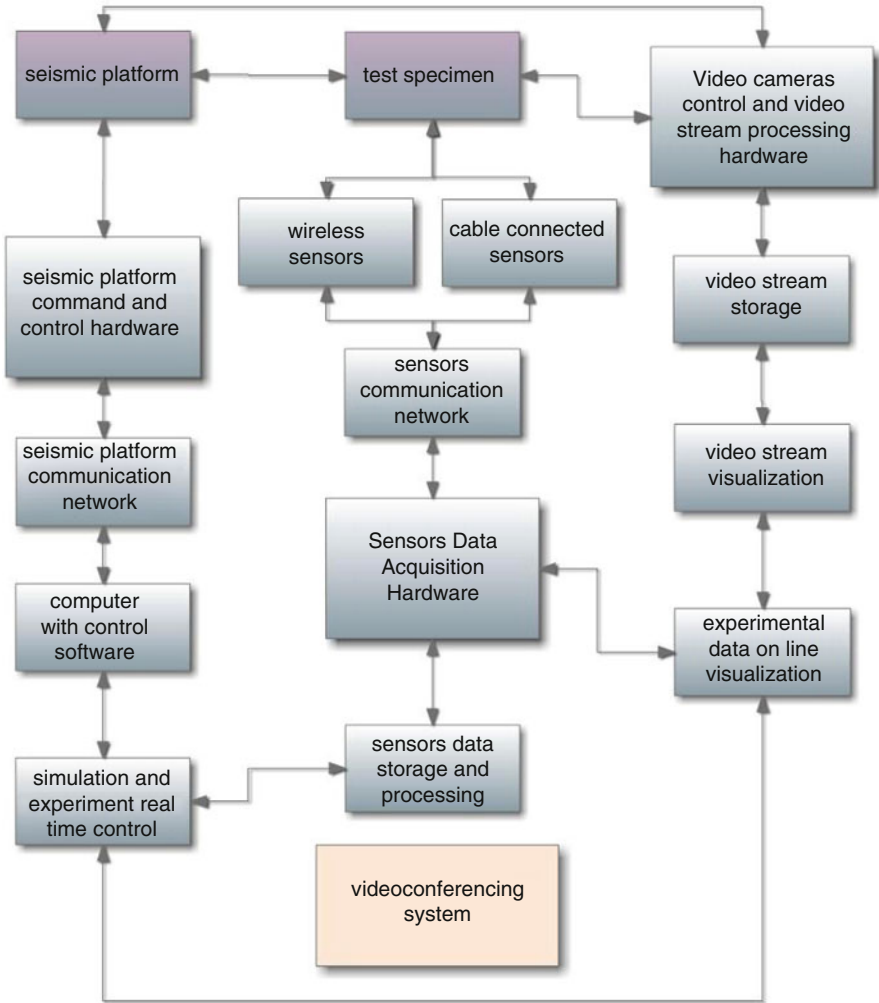 seismic platform
test specimen
Video cameras
control and video
stream processing
hardware
wireless
sensors
cable connected
sensors
seismic platform
command and
control hardware
video stream
storage
sensors
communication
network
seismic platform
communication
network
video stream
visualization
Sensors Data
Acquisition
Hardware
computer
with control
software
experimental
data on line
visualization
sensors data
storage and
processing
simulation and
experiment real
time control
videoconferencing
system